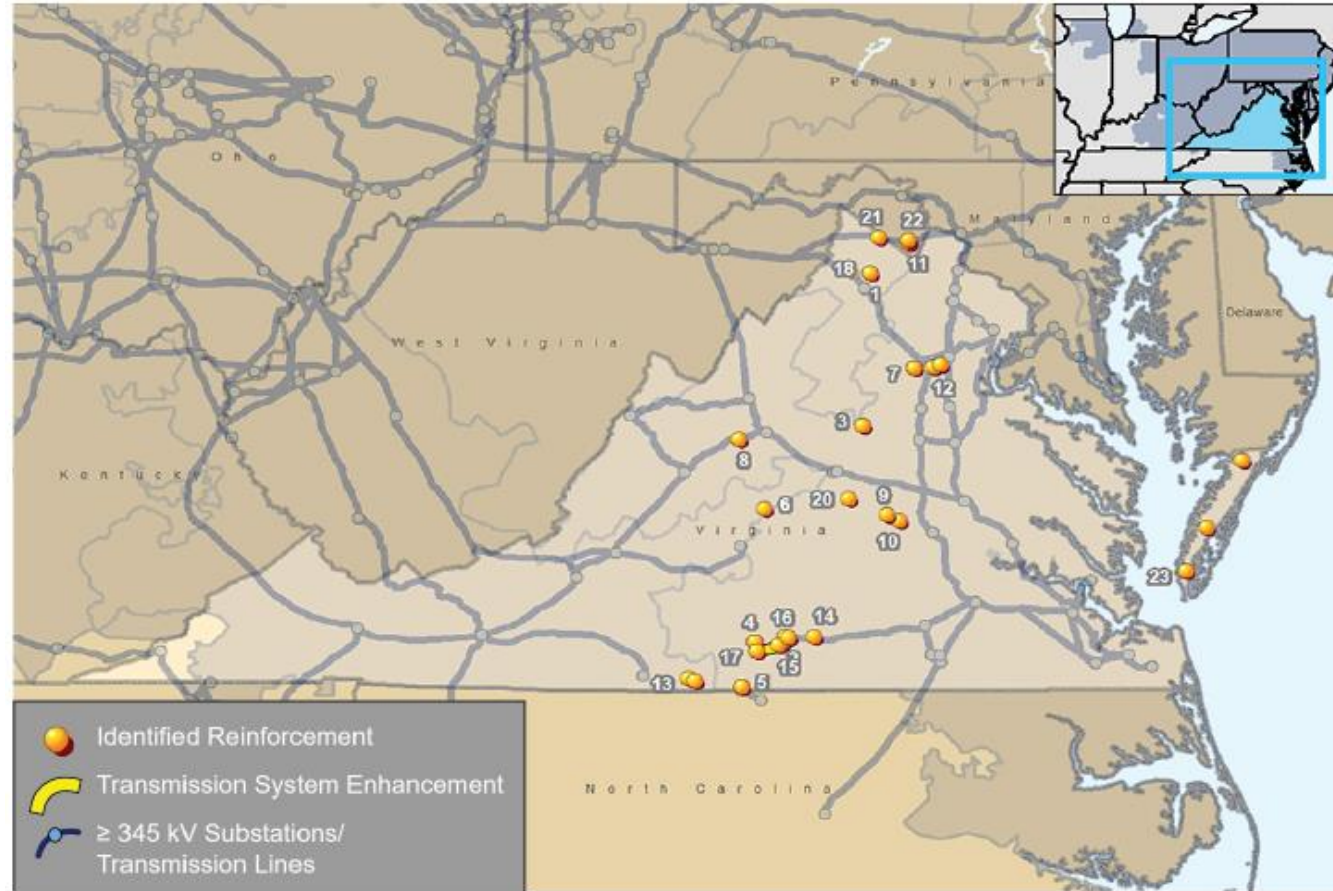 Pennsylvania
Ohio
Maryland
21
22
18
11
1
West Virginia
Delaware
7
12
3
8
Kentucky
6
20
9
Virginia
10
23
4
16
14
17
2
15
13
5
Identified Reinforcement
Transmission System Enhancement
≥ 345 kV Substations/
Transmission Lines
North Carolina